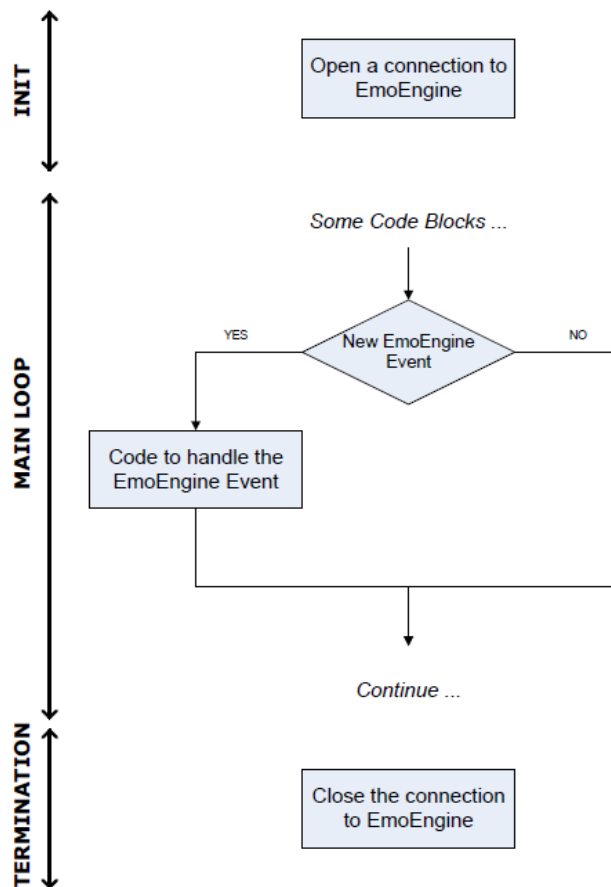 INIT
Open a connection to
EmoEngine
MAIN LOOP
Some Code Blocks ...
New EmoEngine
Event
YES
NO
Code to handle the
EmoEngine Event
Continue ...
TERMINATION
Close the connection
to EmoEngine